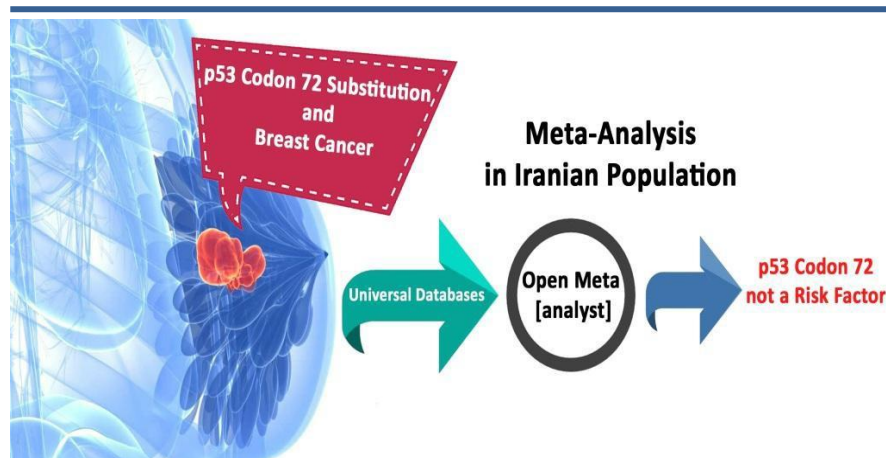 p53 Codon 72 Substitution
and
Breast Cancer
Meta-Analysis
in Iranian Population
Universal Databases
Open Meta
[analyst]
p53 Codon 72
not a Risk Factor